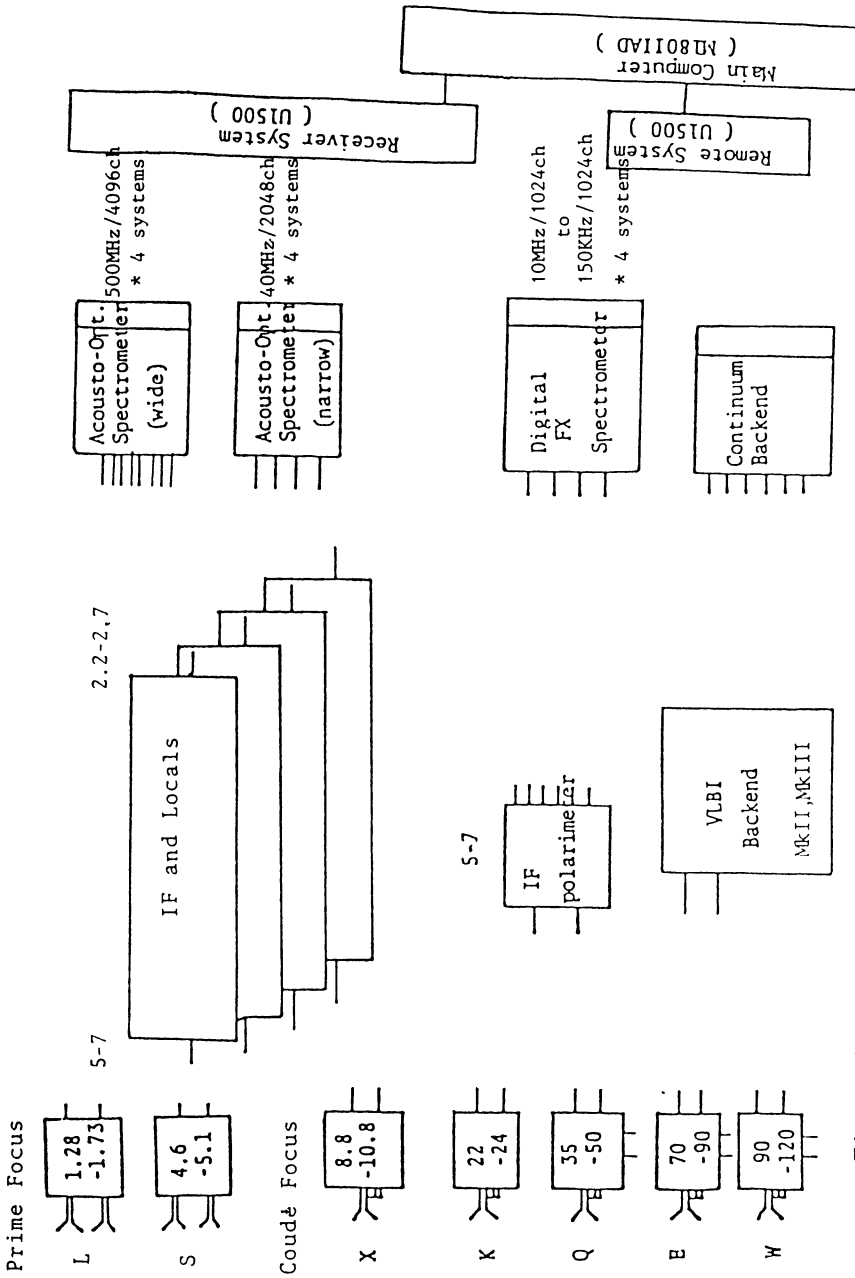 Prime Focus
L
1.28
-1.73
S
4.6
-5.1
Coudé Focus
X
8.8
-10.8
K
22
-24
Q
35
-50
E
70
-90
W
90
-120
5-7
IF and Locals
2.2-2.7
5-7
IF
polarimeter
VLBI
Backend
MkII,MkIII
Acousto-Opt.
Spectrometer
(wide)
500MHz/4096ch
* 4 systems
Acousto-Opt.
Spectrometer
(narrow)
40MHz/2048ch
* 4 systems
Digital
FX
Spectrometer
10MHz/1024ch
to
150KHz/1024ch
* 4 systems
Continuum
Backend
Receiver System
( U1500 )
Remote System
( U1500 )
Main Computer
( M180IIAD )